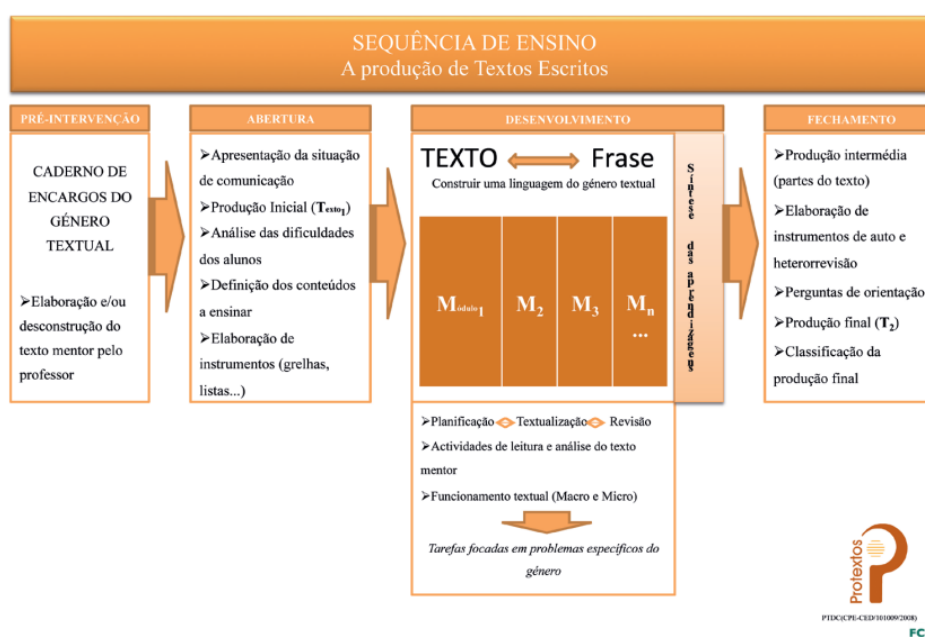 SEQUÊNCIA DE ENSINO
A produção de Textos Escritos
PRÉ-INTERVENÇÃO
CADERNO DE
ENCARGOS DO
GÉNERO
TEXTUAL
➢Elaboração e/ou
desconstrução do
texto mentor pelo
professor
ABERTURA
➢Apresentação da situação
de comunicação
➢Produção Inicial (Texto1)
➢Análise das dificuldades
dos alunos
➢Definição dos conteúdos
a ensinar
➢Elaboração de
instrumentos (grelhas,
listas...)
DESENVOLVIMENTO
TEXTO Frase
Construir uma linguagem do género textual
Módulo1 M2 M3 Mn
...
Síntese das aprendizagens
➢Planificação Textualização Revisão
➢Actividades de leitura e análise do texto
mentor
➢Funcionamento textual (Macro e Micro)
Tarefas focadas em problemas específicos do
género
FECHAMENTO
➢Produção intermédia
(partes do texto)
➢Elaboração de
instrumentos de auto e
heterorrevisão
➢Perguntas de orientação
➢Produção final (T2)
➢Classificação da
produção final
Protextos
PTDC(CPE-CED/101009/2008)
FC